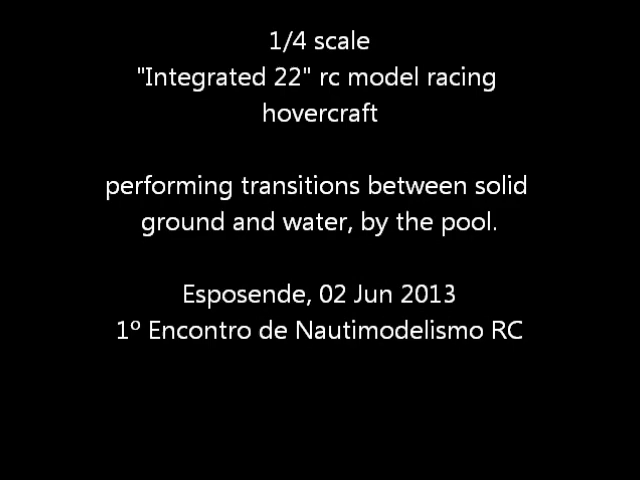 1/4 scale
"Integrated 22" rc model racing
hovercraft
performing transitions between solid
ground and water, by the pool.
Esposende, 02 Jun 2013
1º Encontro de Nautimodelismo RC